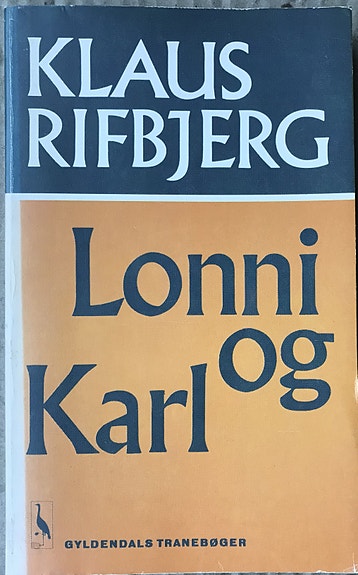 KLAUS
RIFBJERG
Lonni
og
Karl
GYLDENDALS TRANEBØGER